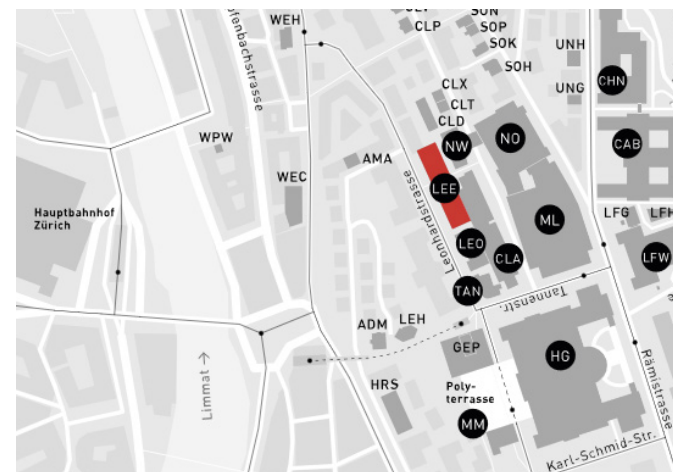 WEH
ofenbachstrasse
CLP
SON
SOP
SOK
SOH
UNH
UNG
CHN
CLX
CLT
CLD
NW
NO
CAB
WPW
AMA
WEC
LEE
Leonhardstrasse
LEO
CLA
ML
LFG
LFH
LFW
Hauptbahnhof
Zürich
TAN
Tannenstr.
ADM
LEH
GEP
HG
Limmat →
HRS
Poly-
terrasse
MM
Rämistrasse
Karl-Schmid-Str.